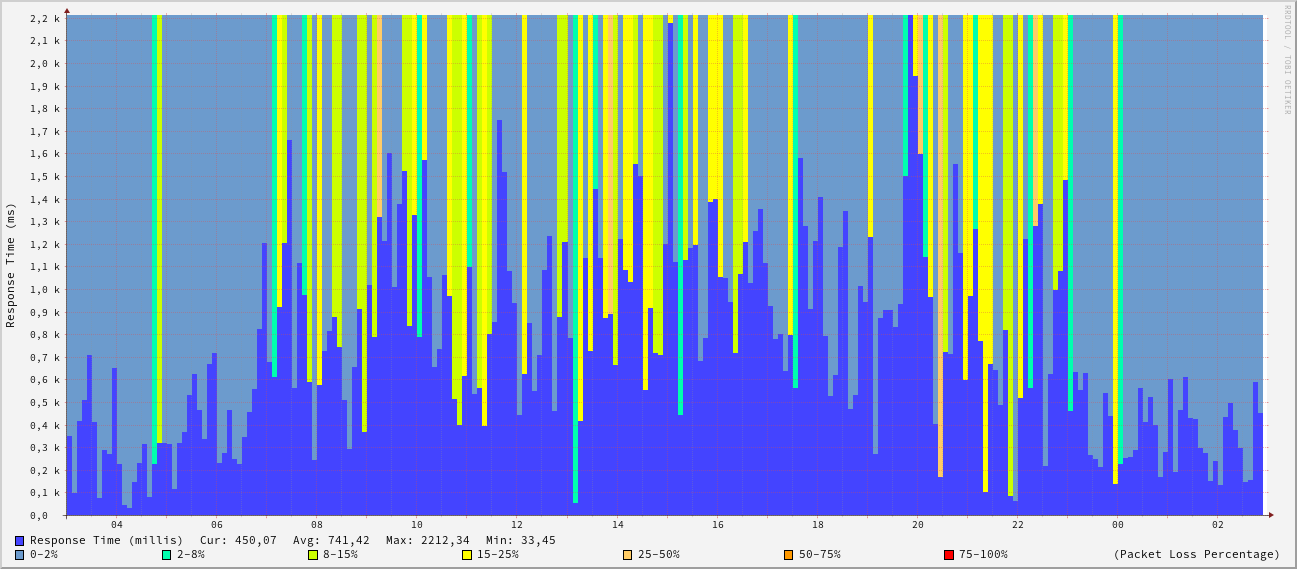 2,2 k
2,1 k
2,0 k
1,9 k
1,8 k
1,7 k
1,6 k
1,5 k
1,4 k
1,3 k
1,2 k
1,1 k
1,0 k
0,9 k
0,8 k
0,7 k
0,6 k
0,5 k
0,4 k
0,3 k
0,2 k
0,1 k
0,0
Response Time (ms)
RRDTOOL / TOBI OETIKER
04 06 08 10 12 14 16 18 20 22 00 02
Response Time (millis) Cur: 450,07 Avg: 741,42 Max: 2212,34 Min: 33,45
0-2% 2-8% 8-15% 15-25% 25-50% 50-75% 75-100% (Packet Loss Percentage)